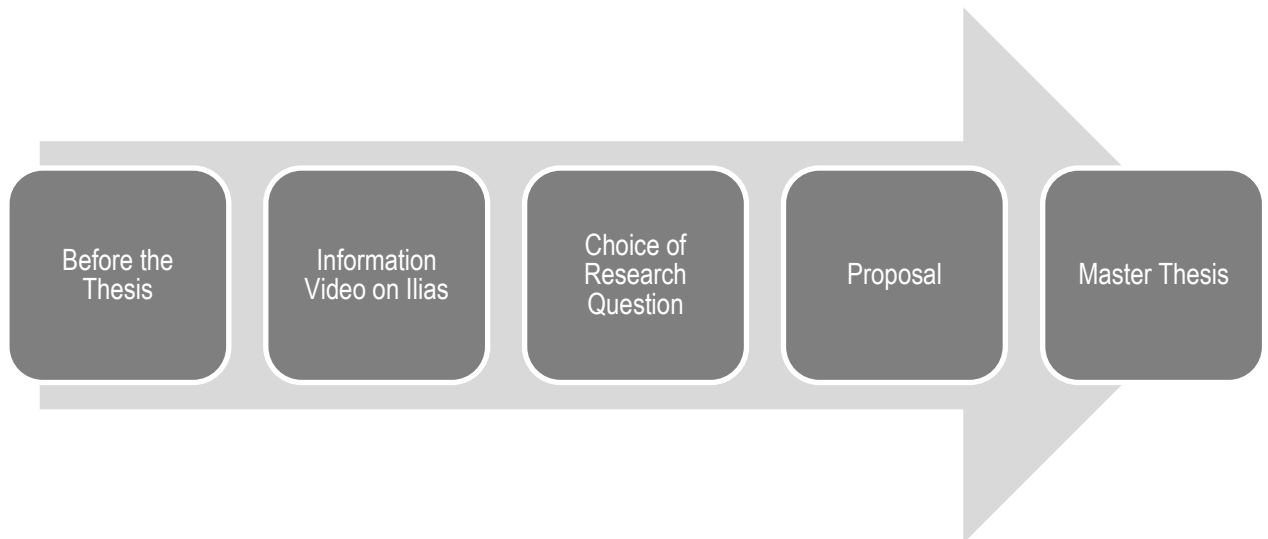 Before the
Thesis
Information
Video on Ilias
Choice of
Research
Question
Proposal
Master Thesis